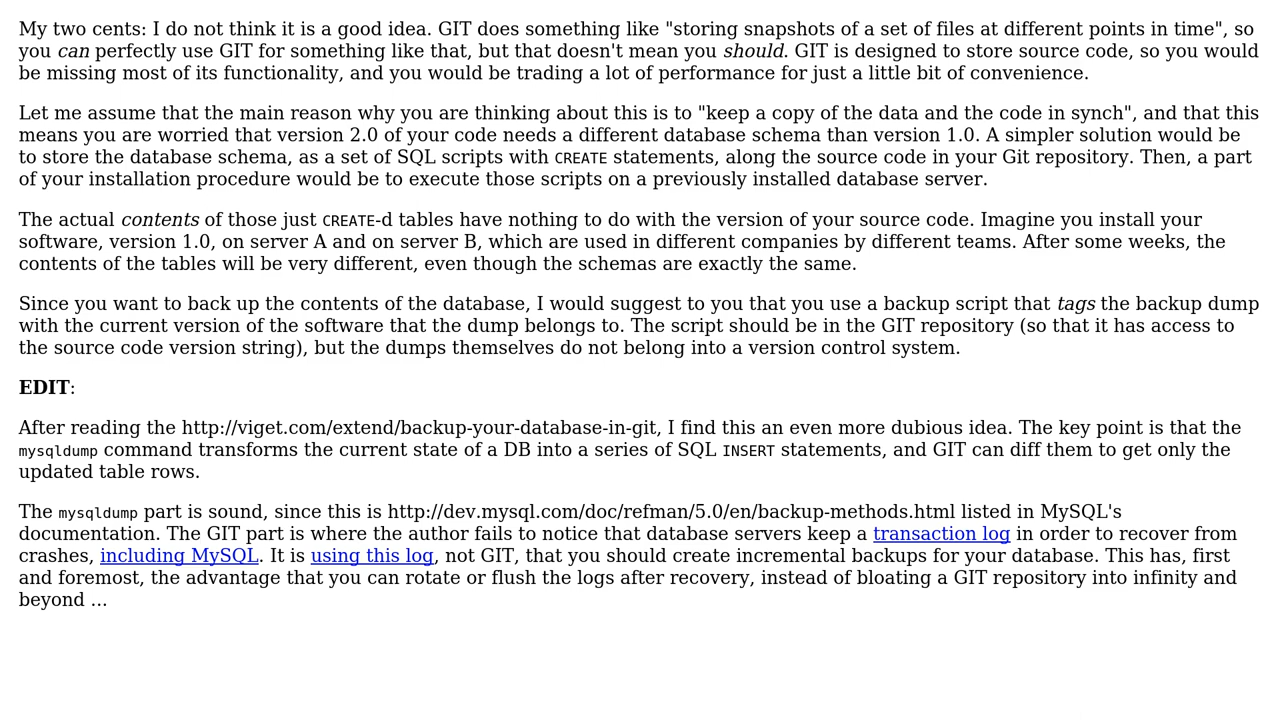 My two cents: I do not think it is a good idea. GIT does something like "storing snapshots of a set of files at different points in time", so
you can perfectly use GIT for something like that, but that doesn't mean you should. GIT is designed to store source code, so you would
be missing most of its functionality, and you would be trading a lot of performance for just a little bit of convenience.
Let me assume that the main reason why you are thinking about this is to "keep a copy of the data and the code in synch", and that this
means you are worried that version 2.0 of your code needs a different database schema than version 1.0. A simpler solution would be
to store the database schema, as a set of SQL scripts with CREATE statements, along the source code in your Git repository. Then, a part
of your installation procedure would be to execute those scripts on a previously installed database server.
The actual contents of those just CREATE-d tables have nothing to do with the version of your source code. Imagine you install your
software, version 1.0, on server A and on server B, which are used in different companies by different teams. After some weeks, the
contents of the tables will be very different, even though the schemas are exactly the same.
Since you want to back up the contents of the database, I would suggest to you that you use a backup script that tags the backup dump
with the current version of the software that the dump belongs to. The script should be in the GIT repository (so that it has access to
the source code version string), but the dumps themselves do not belong into a version control system.
EDIT:
After reading the http://viget.com/extend/backup-your-database-in-git, I find this an even more dubious idea. The key point is that the
mysqldump command transforms the current state of a DB into a series of SQL INSERT statements, and GIT can diff them to get only the
updated table rows.
The mysqldump part is sound, since this is http://dev.mysql.com/doc/refman/5.0/en/backup-methods.html listed in MySQL's
documentation. The GIT part is where the author fails to notice that database servers keep a transaction log in order to recover from
crashes, including MySQL. It is using this log, not GIT, that you should create incremental backups for your database. This has, first
and foremost, the advantage that you can rotate or flush the logs after recovery, instead of bloating a GIT repository into infinity and
beyond ...